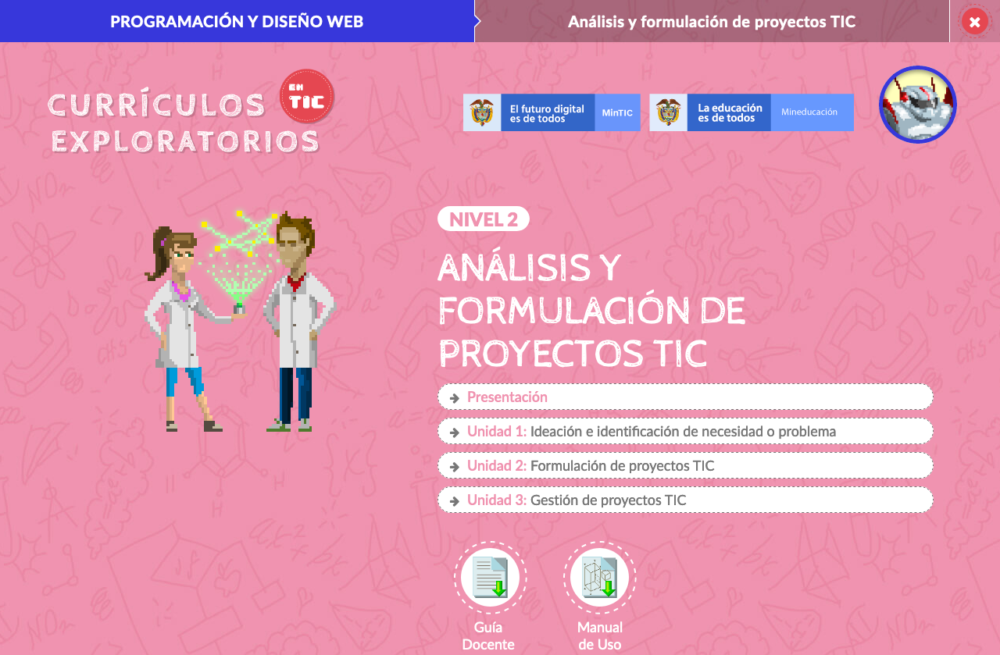 PROGRAMACIÓN Y DISEÑO WEB
Análisis y formulación de proyectos TIC
CURRÍCULOS
EXPLORATORIOS
EN
TIC
El futuro digital
es de todos
MinTIC
La educación
es de todos
Mineducación
NIVEL 2
ANÁLISIS Y
FORMULACIÓN DE
PROYECTOS TIC
Presentación
Unidad 1: Ideación e identificación de necesidad o problema
Unidad 2: Formulación de proyectos TIC
Unidad 3: Gestión de proyectos TIC
Guía
Docente
Manual
de Uso